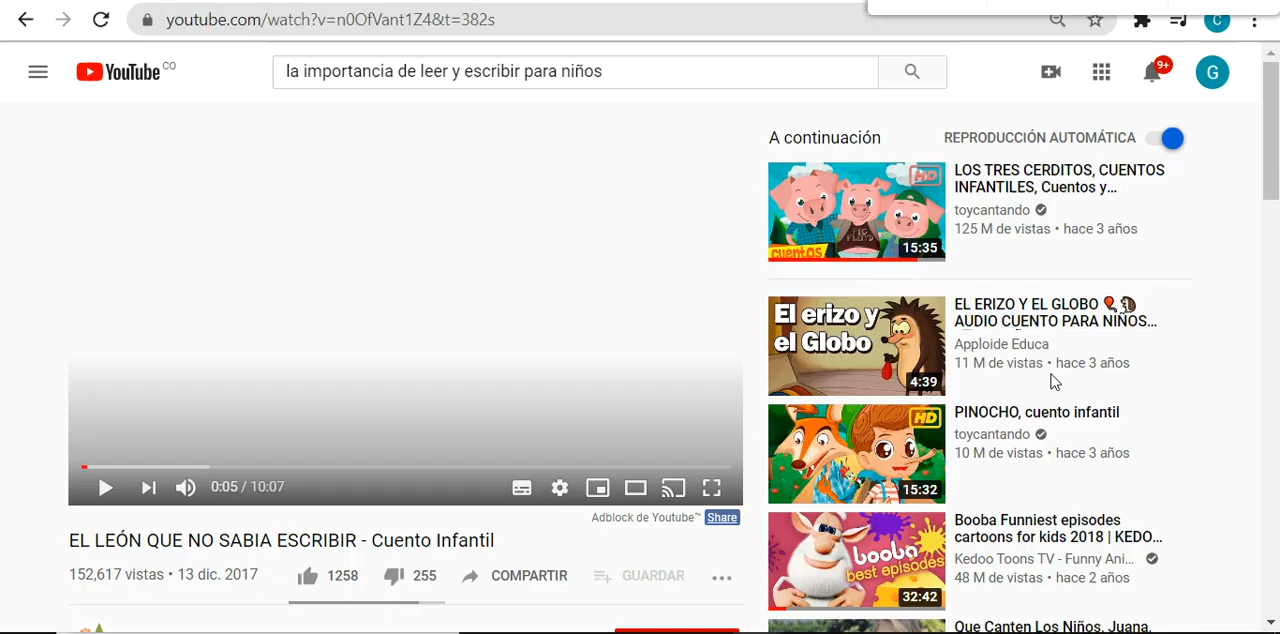 youtube.com/watch?v=n0OfVant1Z4&t=382s
C
YouTube CO
la importancia de leer y escribir para niños
9+
G
A continuación
REPRODUCCIÓN AUTOMÁTICA
HD
cuentos
15:35
LOS TRES CERDITOS, CUENTOS
INFANTILES, Cuentos y...
toycantando
125 M de vistas • hace 3 años
El erizo y
el Globo
4:39
EL ERIZO Y EL GLOBO
AUDIO CUENTO PARA NIÑOS...
Apploide Educa
11 M de vistas • hace 3 años
HD
15:32
PINOCHO, cuento infantil
toycantando
10 M de vistas • hace 3 años
booba
best episodes
32:42
Booba Funniest episodes
cartoons for kids 2018 | KEDO...
Kedoo Toons TV - Funny Ani...
48 M de vistas • hace 2 años
Que Canten Los Niños, Juana,
0:05 / 10:07
Adblock de Youtube™ Share
EL LEÓN QUE NO SABIA ESCRIBIR - Cuento Infantil
152,617 vistas • 13 dic. 2017
1258
255
COMPARTIR
GUARDAR